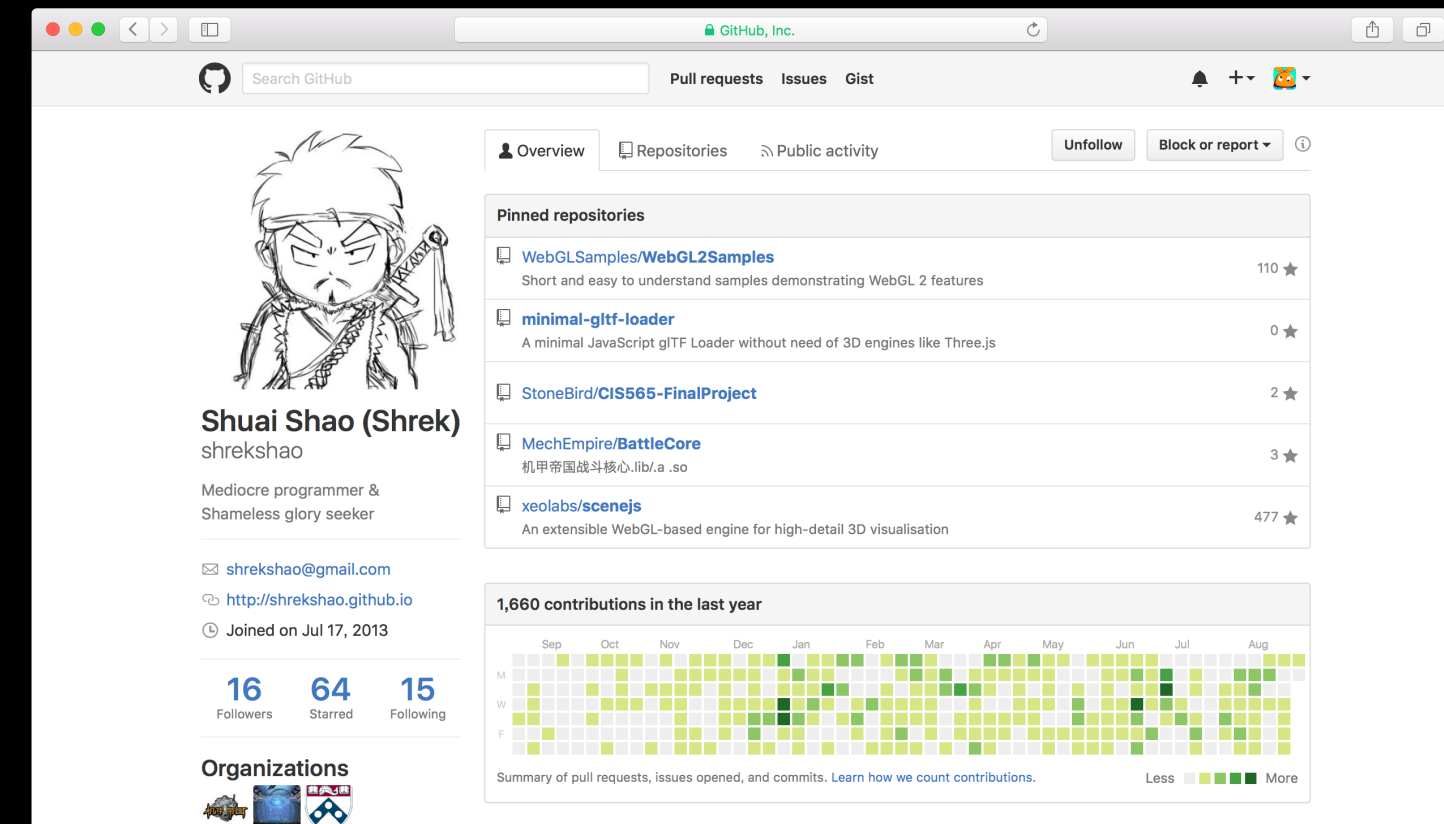 GitHub, Inc.
Search GitHub
Pull requests Issues Gist
Overview Repositories Public activity
Unfollow Block or report
Pinned repositories
WebGLSamples/WebGL2Samples
Short and easy to understand samples demonstrating WebGL 2 features
110
minimal-gltf-loader
A minimal JavaScript glTF Loader without need of 3D engines like Three.js
0
StoneBird/CIS565-FinalProject
2
MechEmpire/BattleCore
机甲帝国战斗核心.lib/.a .so
3
xeolabs/scenejs
An extensible WebGL-based engine for high-detail 3D visualisation
477
Shuai Shao (Shrek)
shrekshao
Mediocre programmer &
Shameless glory seeker
shrekshao@gmail.com
http://shrekshao.github.io
Joined on Jul 17, 2013
16 64 15
Followers Starred Following
Organizations
机甲帝国
1,660 contributions in the last year
Sep Oct Nov Dec Jan Feb Mar Apr May Jun Jul Aug
M
W
F
Summary of pull requests, issues opened, and commits. Learn how we count contributions.
Less More